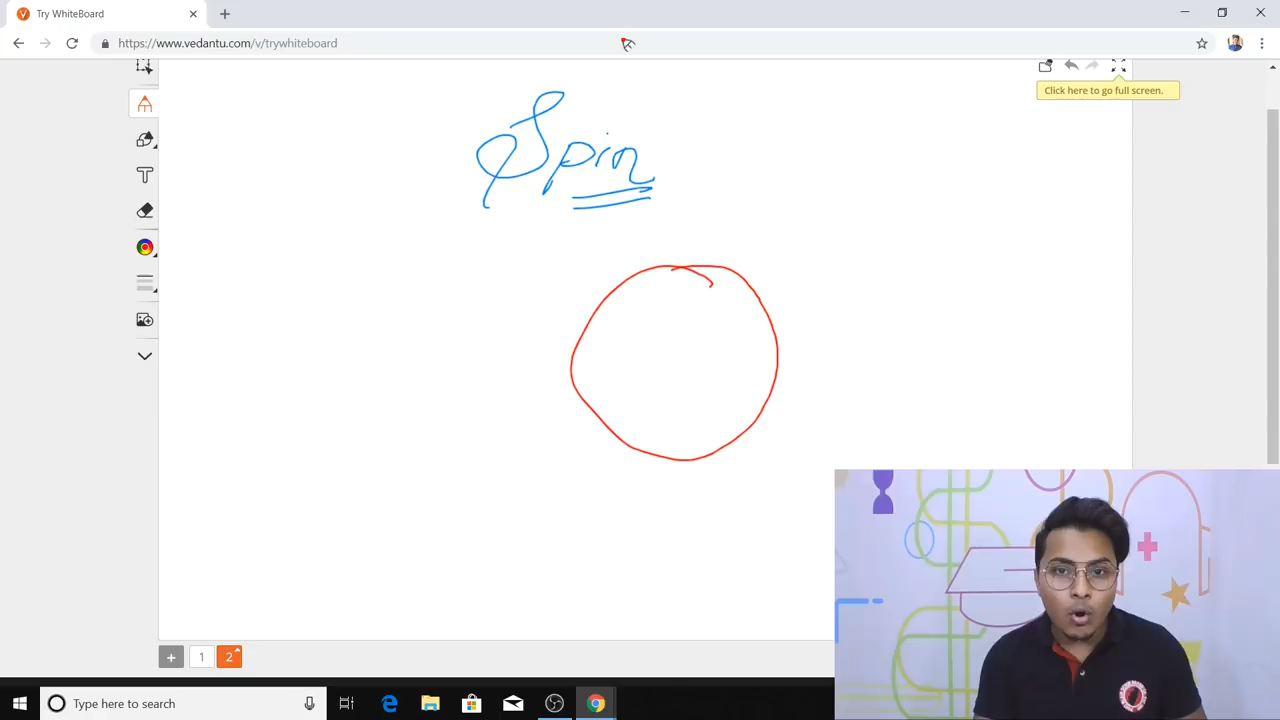 Try WhiteBoard
https://www.vedantu.com/v/trywhiteboard
Click here to go full screen.
Spin
T
1
2
Type here to search